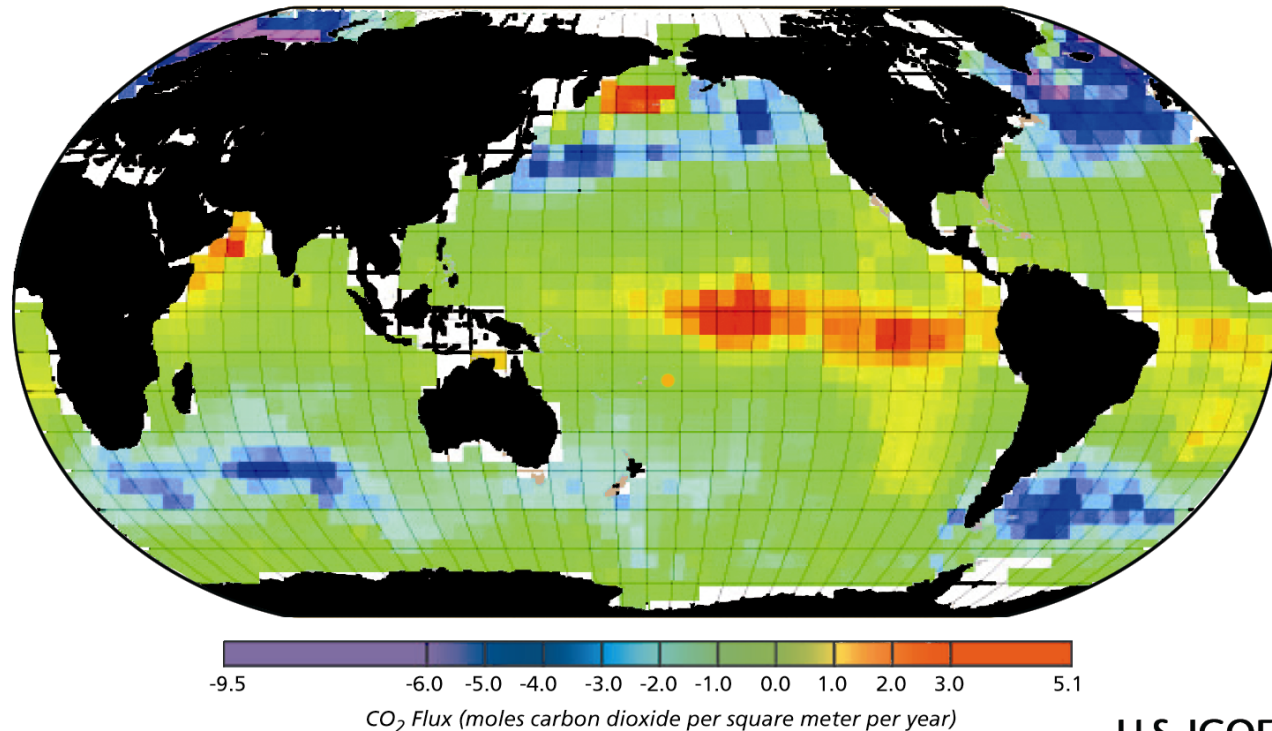 -9.5 -6.0 -5.0 -4.0 -3.0 -2.0 -1.0 0.0 1.0 2.0 3.0 5.1
CO₂ Flux (moles carbon dioxide per square meter per year)